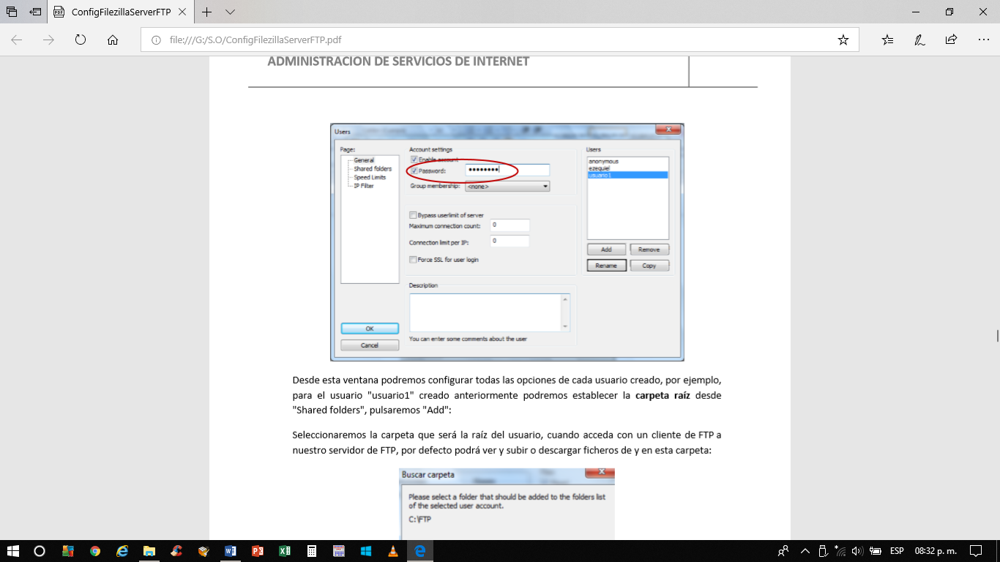 ConfigFilezillaServerFTP
file:///G:/S.O/ConfigFilezillaServerFTP.pdf
ADMINISTRACION DE SERVICIOS DE INTERNET
Users
Page:
General
Shared folders
Speed Limits
IP Filter
Account settings
Enable account
Password: ••••••••
Group membership: <none>
Bypass userlimit of server
Maximum connection count: 0
Connection limit per IP: 0
Force SSL for user login
Description
You can enter some comments about the user
OK
Cancel
Users
anonymous
ezequiel
usuario1
Add Remove
Rename Copy
Desde esta ventana podremos configurar todas las opciones de cada usuario creado, por ejemplo,
para el usuario "usuario1" creado anteriormente podremos establecer la carpeta raíz desde
"Shared folders", pulsaremos "Add":
Seleccionaremos la carpeta que será la raíz del usuario, cuando acceda con un cliente de FTP a
nuestro servidor de FTP, por defecto podrá ver y subir o descargar ficheros de y en esta carpeta:
Buscar carpeta
Please select a folder that should be added to the folders list
of the selected user account.
C:\FTP
ESP 08:32 p. m.